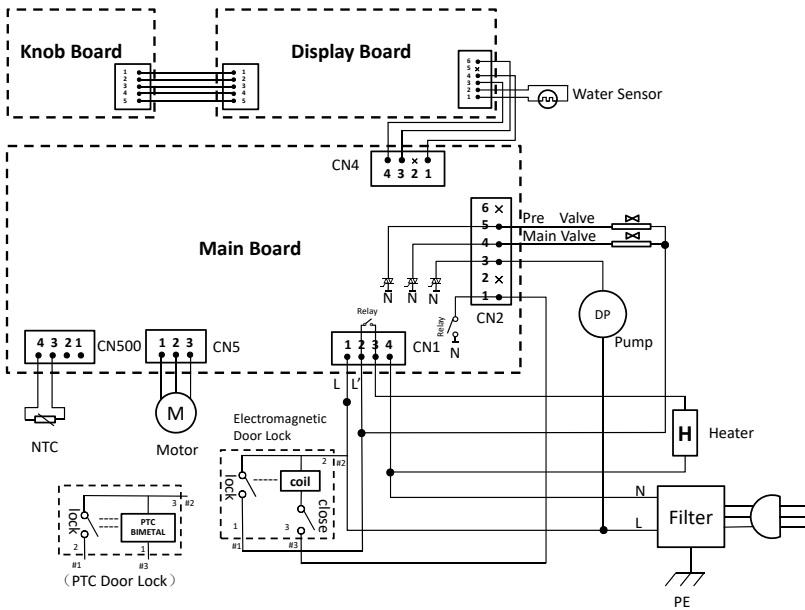 Knob Board
1
2
3
4
5
Display Board
1
2
3
4
5
6
5
4
3
2
1
Water Sensor
CN4
4 3 2 1
Main Board
6
5
4
3
2
1
CN2
Pre Valve
Main Valve
N N N
Relay
N
Relay
DP
Pump
4 3 2 1
CN500
1 2 3
CN5
1 2 3 4
CN1
L L'
NTC
M
Motor
Electromagnetic
Door Lock
lock
coil
close
2
#2
1
3
#1
#3
H
Heater
N
L
Filter
PE
lock
PTC
BIMETAL
3
#2
2
1
#1
#3
（PTC Door Lock）